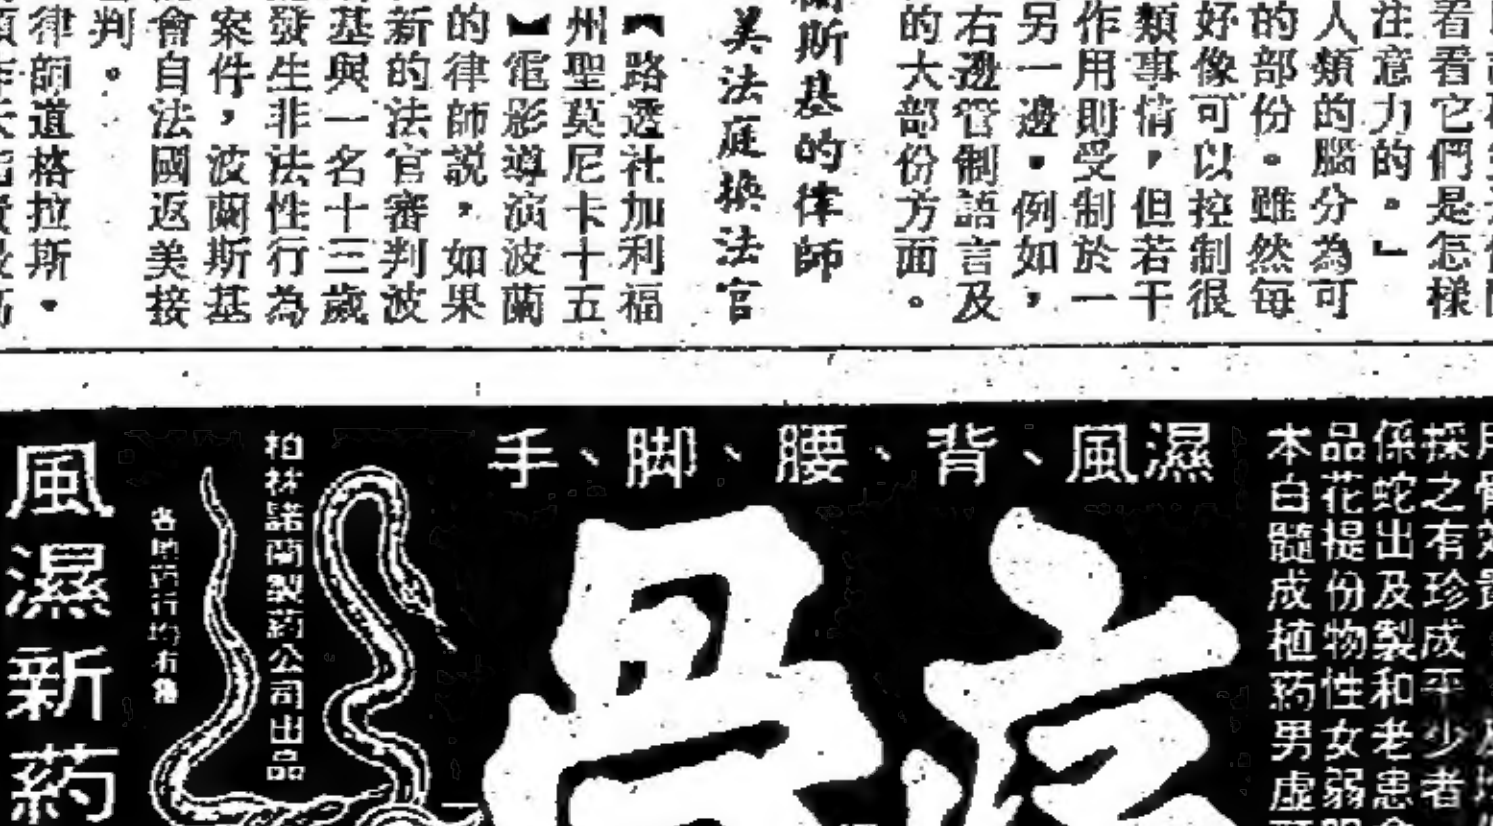 看看它們是怎樣
注意力的。」
人類的腦分為可
的部份。雖然每
好像可以控制很
類事情，但若干
作用則受制於一
另一邊。例如，
右邊管制語言及
的大部份方面。
斯基的律師
美法庭換法官
【路透社加利福
州聖莫尼卡十五
】電影導演波蘭
的律師説，如果
新的法官審判波
基與一名十三歲
發生非法性行為
案件，波蘭斯基
會自法國返美接
判。
律師道格拉斯。
採之有珍成平少者
係蛇出及製和老患
品花提份物性女弱
本白髓成植药男虛
手、脚、腰、背、風濕
骨
柏林諾蘭製葯公司出品
各地葯行均有售
風濕新葯